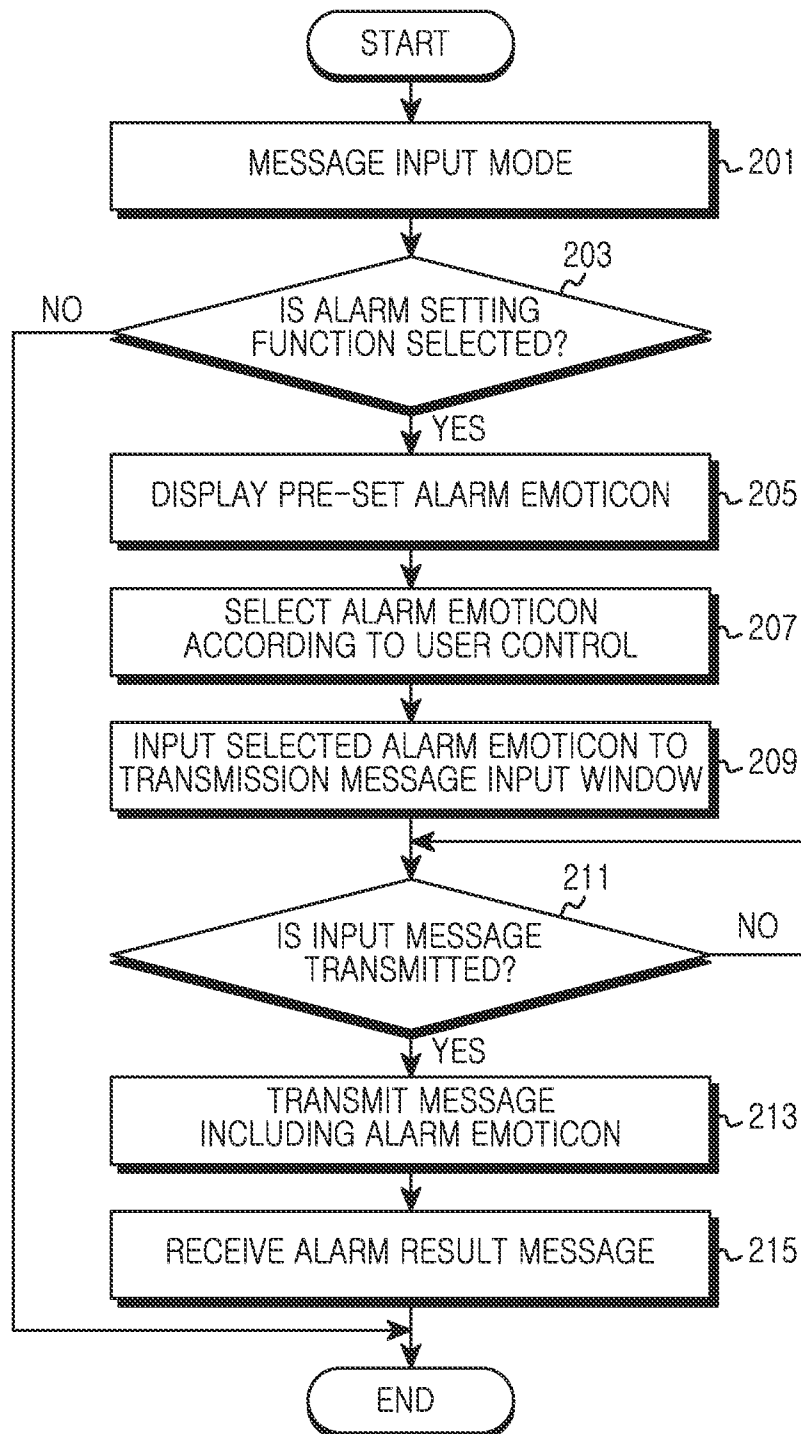 START
MESSAGE INPUT MODE
201
203
NO
IS ALARM SETTING
FUNCTION SELECTED?
YES
DISPLAY PRE-SET ALARM EMOTICON
205
SELECT ALARM EMOTICON
ACCORDING TO USER CONTROL
207
INPUT SELECTED ALARM EMOTICON TO
TRANSMISSION MESSAGE INPUT WINDOW
209
211
IS INPUT MESSAGE
TRANSMITTED?
NO
YES
TRANSMIT MESSAGE
INCLUDING ALARM EMOTICON
213
RECEIVE ALARM RESULT MESSAGE
215
END